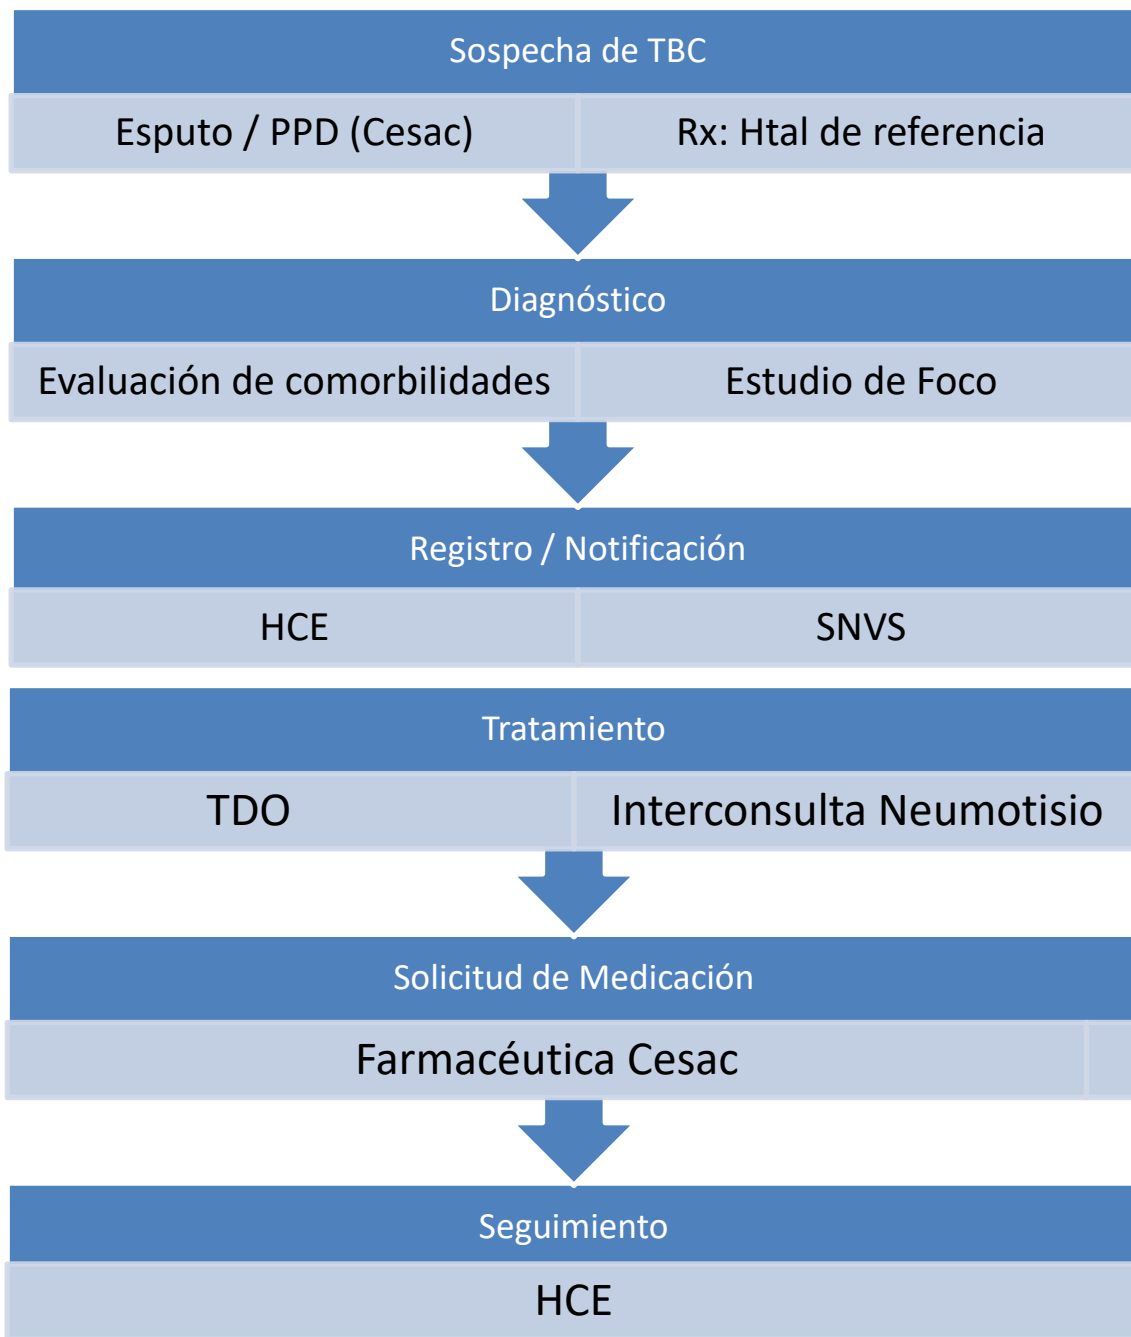 Sospecha de TBC
Esputo / PPD (Cesac)
Rx: Htal de referencia
Diagnóstico
Evaluación de comorbilidades
Estudio de Foco
Registro / Notificación
HCE
SNVS
Tratamiento
TDO
Interconsulta Neumotisio
Solicitud de Medicación
Farmacéutica Cesac
Seguimiento
HCE